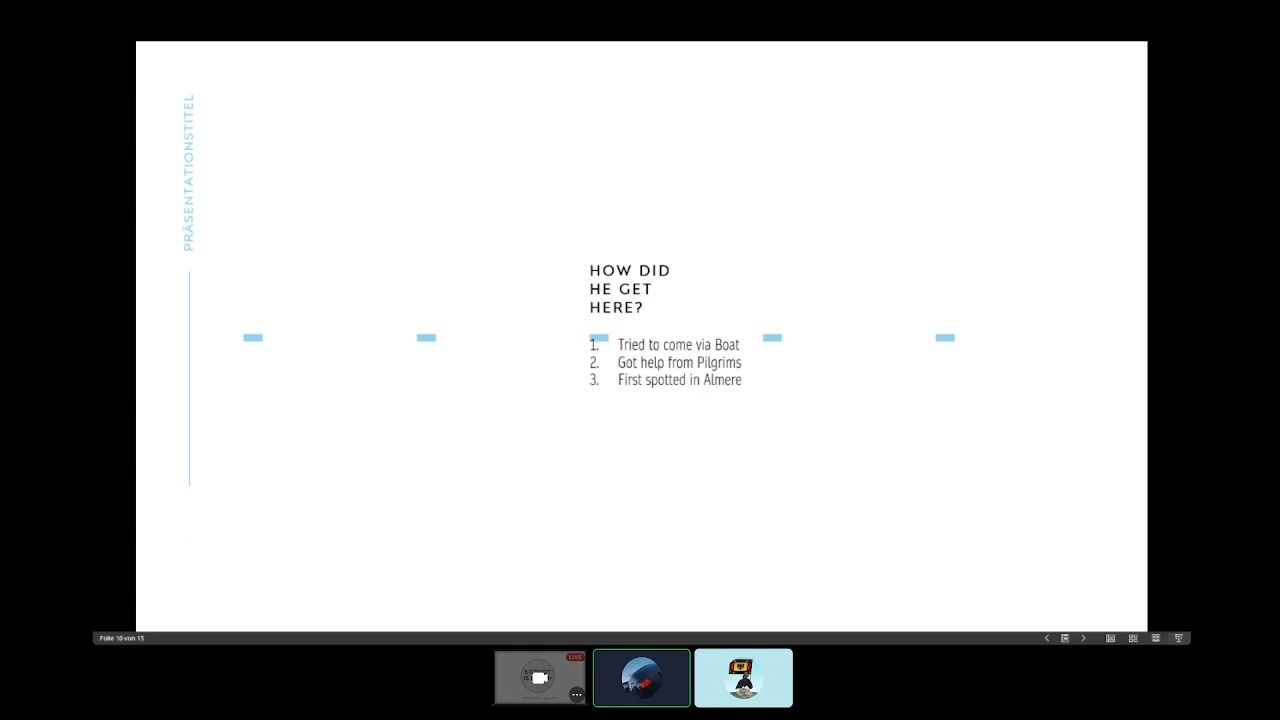 PRÄSENTATIONSTITEL
HOW DID
HE GET
HERE?
1. Tried to come via Boat
2. Got help from Pilgrims
3. First spotted in Almere
Folie 10 von 13
LIVE